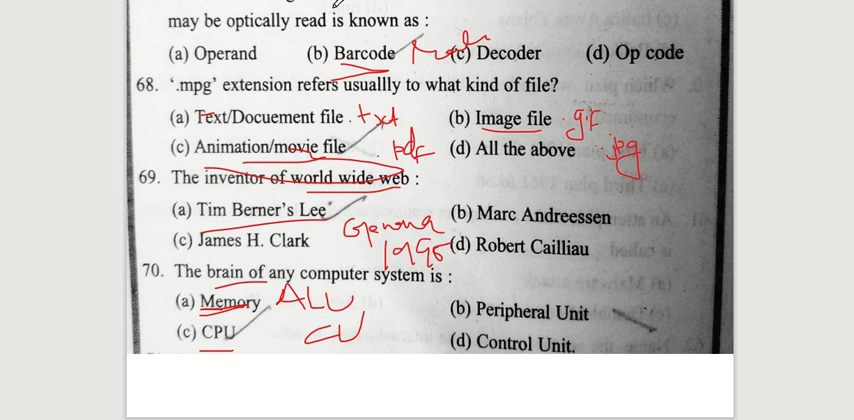 may be optically read is known as :
(a) Operand (b) Barcode (c) Decoder (d) Op code
68. ‘.mpg’ extension refers usuallly to what kind of file?
(a) Text/Docuement file . txt (b) Image file . gif
(c) Animation/movie file . pdf (d) All the above jpg
69. The inventor of world wide web :
(a) Tim Berner's Lee (b) Marc Andreessen
(c) James H. Clark (d) Robert Cailliau
70. The brain of any computer system is :
(a) Memory ALU (b) Peripheral Unit
(c) CPU CU (d) Control Unit.